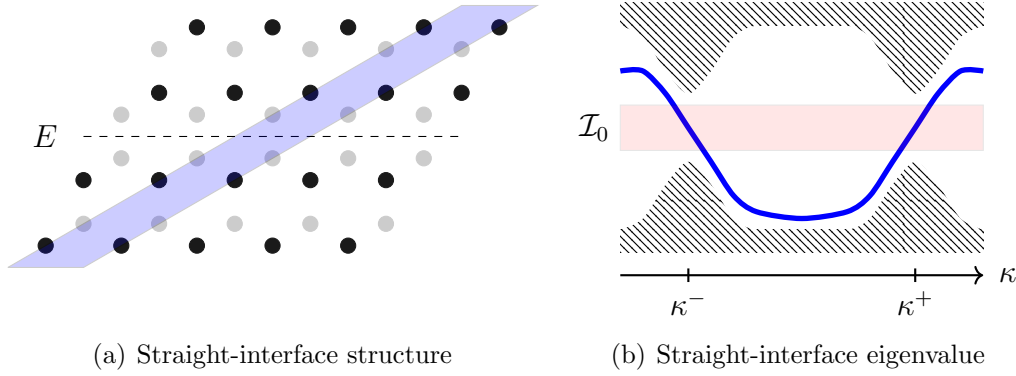 E
𝓘₀
κ
κ⁻
κ⁺
(a) Straight-interface structure
(b) Straight-interface eigenvalue